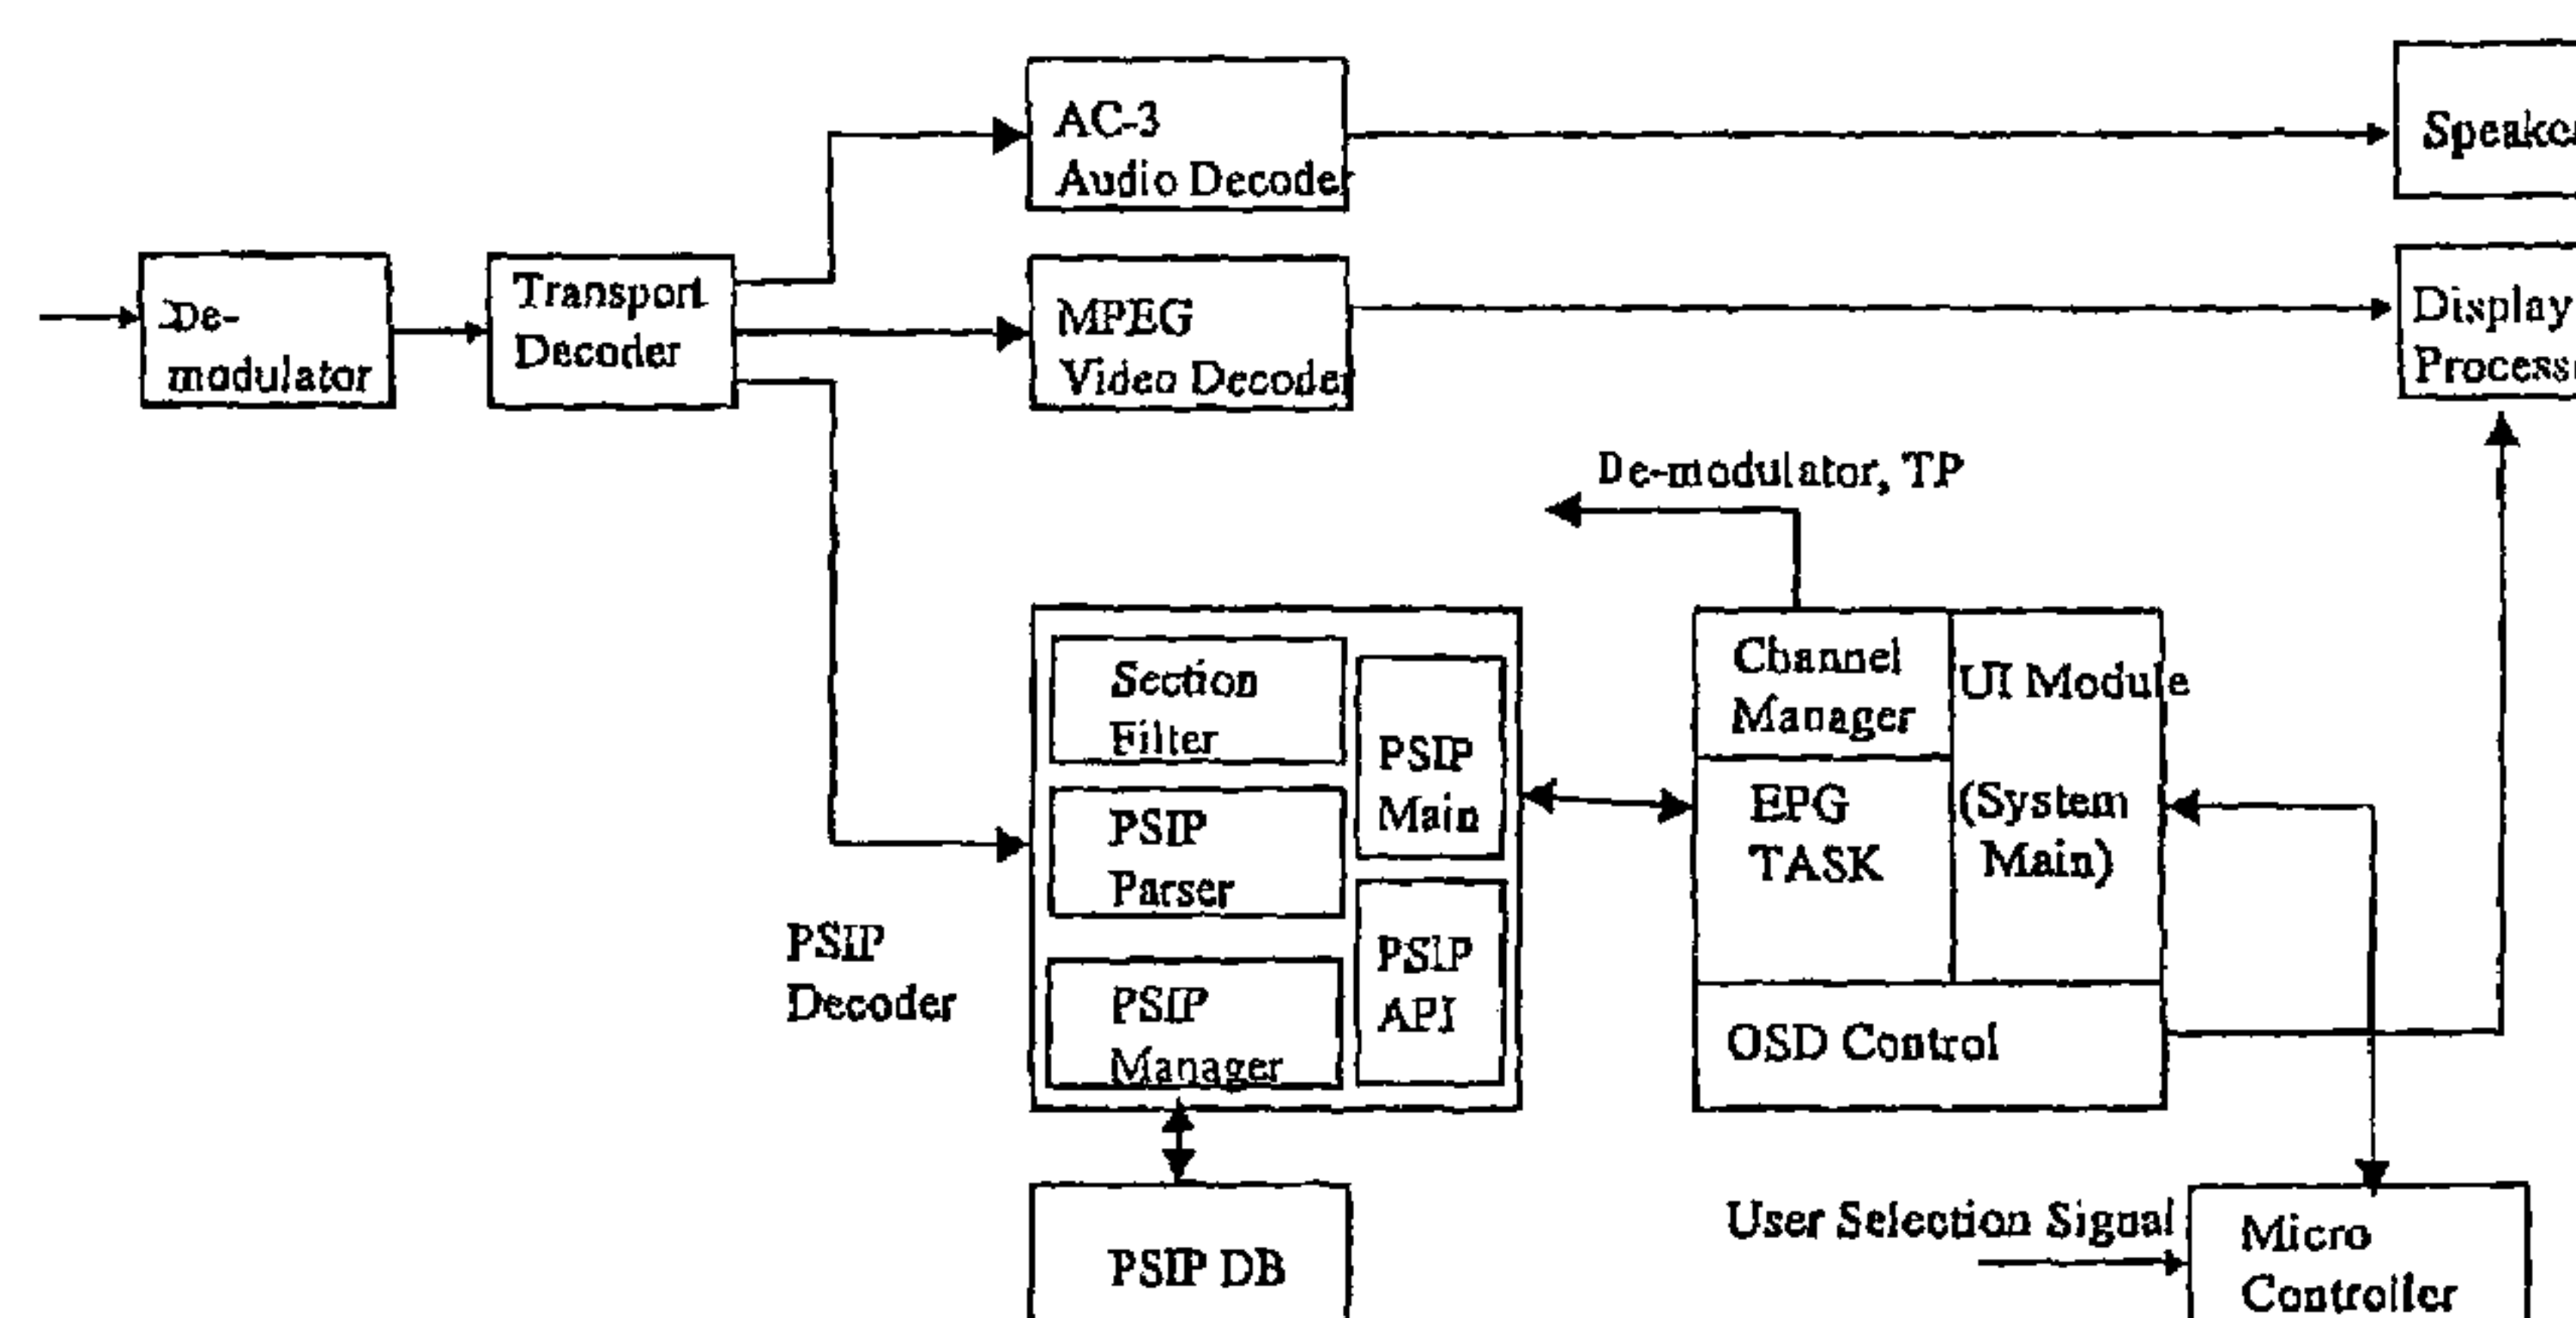 AC-3
Audio Decoder
De-
modulator
Transport
Decoder
MPEG
Video Decoder
Display
De-modulator, TP
Section
Filter
PSIP
Parser
PSIP
Manager
PSIP
Main
PSIP
API
PSIP
Decoder
Channel
Manager
EPG
TASK
UI Module
(System
Main)
OSD Control
PSIP DB
User Selection Signal
Micro
Controller